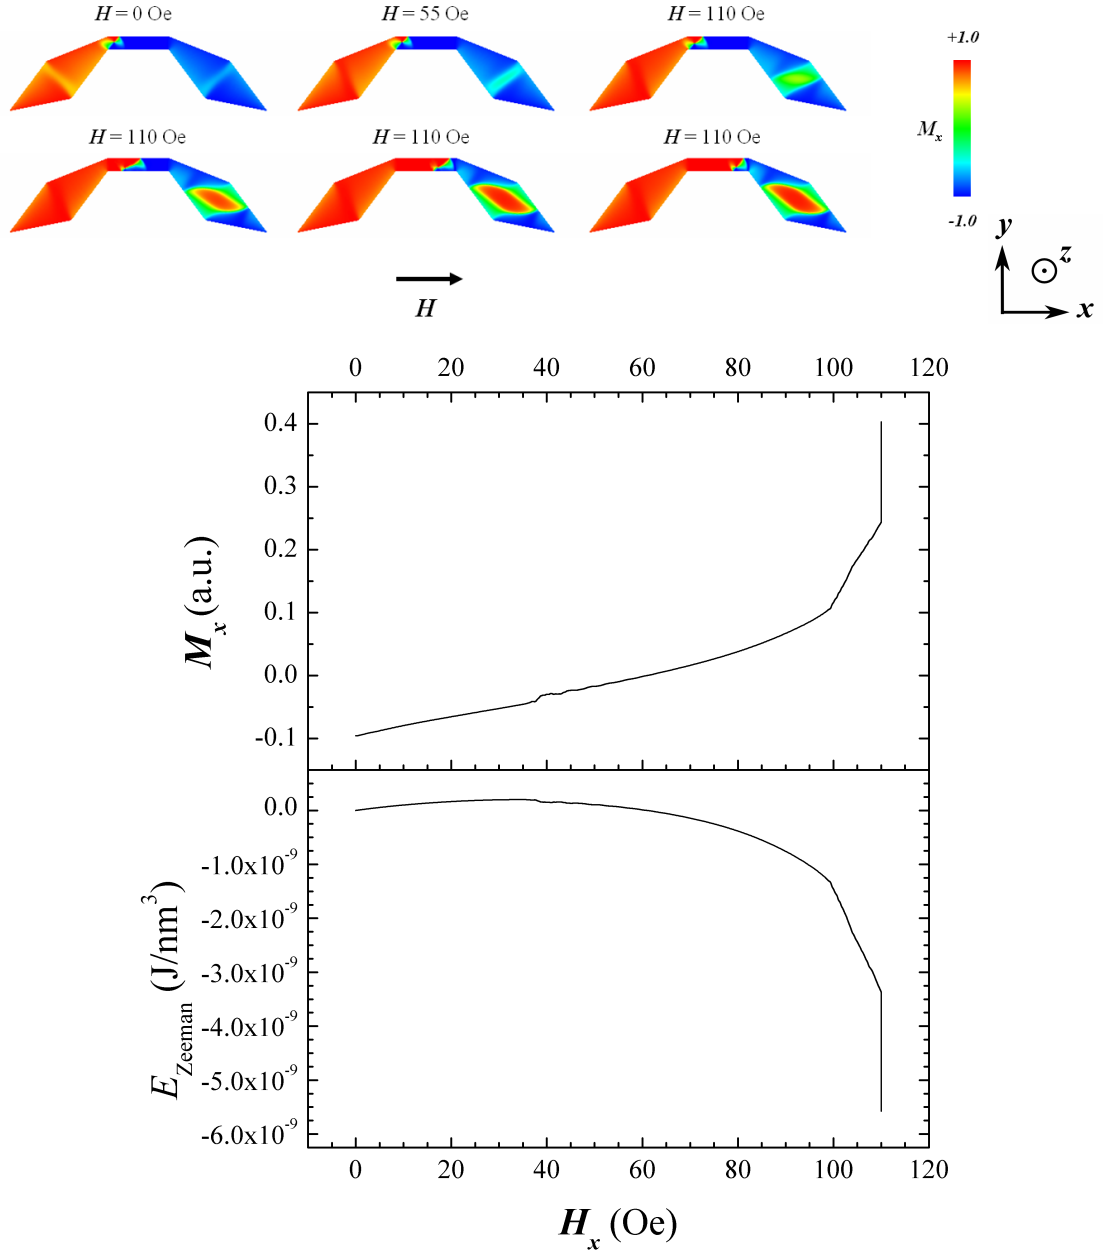 H = 0 Oe H = 55 Oe H = 110 Oe
+1.0
Mx
-1.0
H = 110 Oe H = 110 Oe H = 110 Oe
H
y
z
x
0 20 40 60 80 100 120
0.4
0.3
0.2
0.1
0.0
-0.1
Mx (a.u.)
0.0
-1.0x10-9
-2.0x10-9
-3.0x10-9
-4.0x10-9
-5.0x10-9
-6.0x10-9
EZeeman (J/nm3)
0 20 40 60 80 100 120
Hx (Oe)